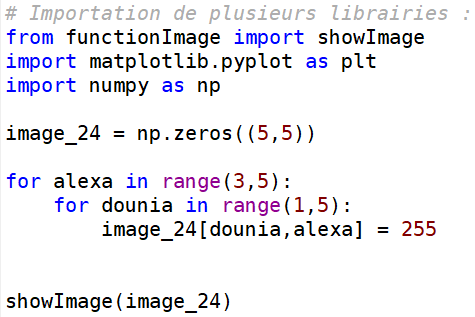 # Importation de plusieurs librairies :
from functionImage import showImage
import matplotlib.pyplot as plt
import numpy as np
image_24 = np.zeros((5,5))
for alexa in range(3,5):
    for dounia in range(1,5):
        image_24[dounia,alexa] = 255
showImage(image_24)